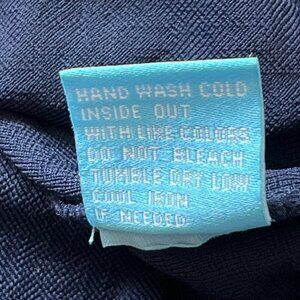 HAND WASH COLD
INSIDE OUT
WITH LIKE COLORS
DO NOT BLEACH
TUMBLE DRY LOW
COOL IRON
IF NEEDED